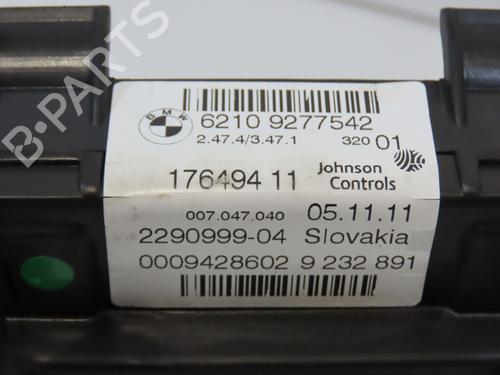 BMW
6210 9277542
2.47.4/3.47.1 320 01
176494 11 Johnson Controls
007.047.040 05.11.11
2290999-04 Slovakia
0009428602 9 232 891